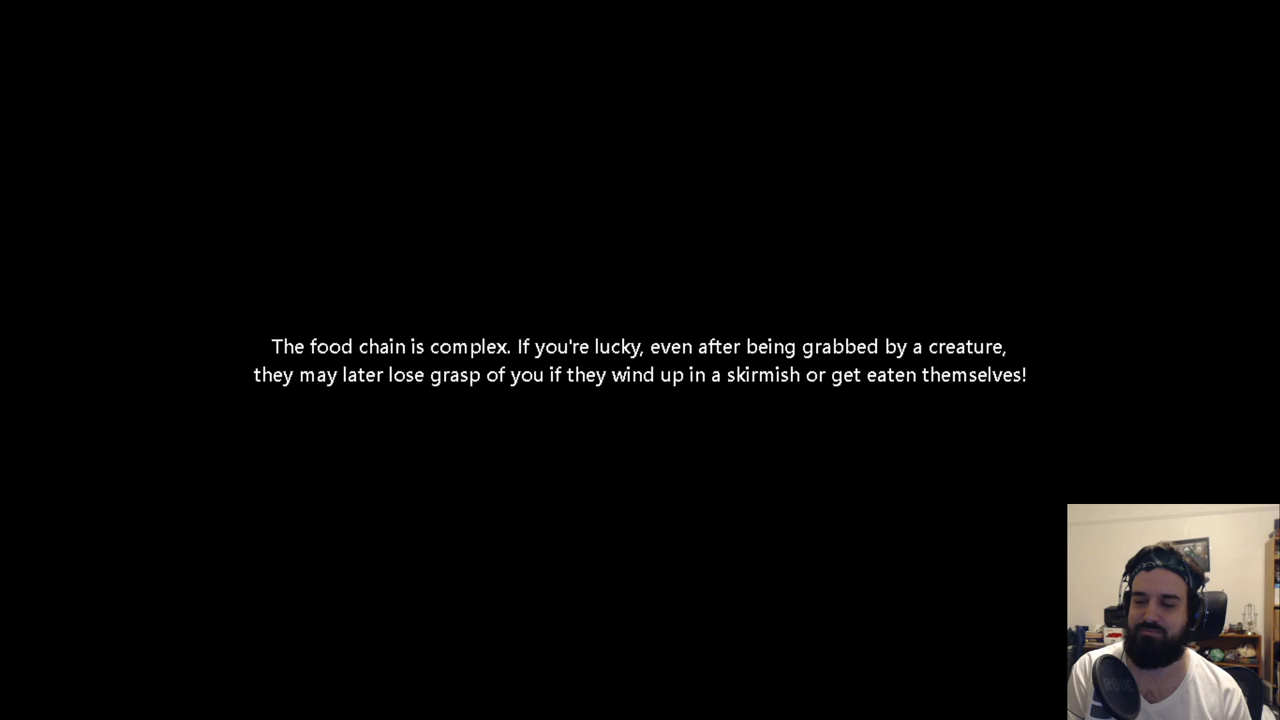 The food chain is complex. If you're lucky, even after being grabbed by a creature,
they may later lose grasp of you if they wind up in a skirmish or get eaten themselves!
RØDE